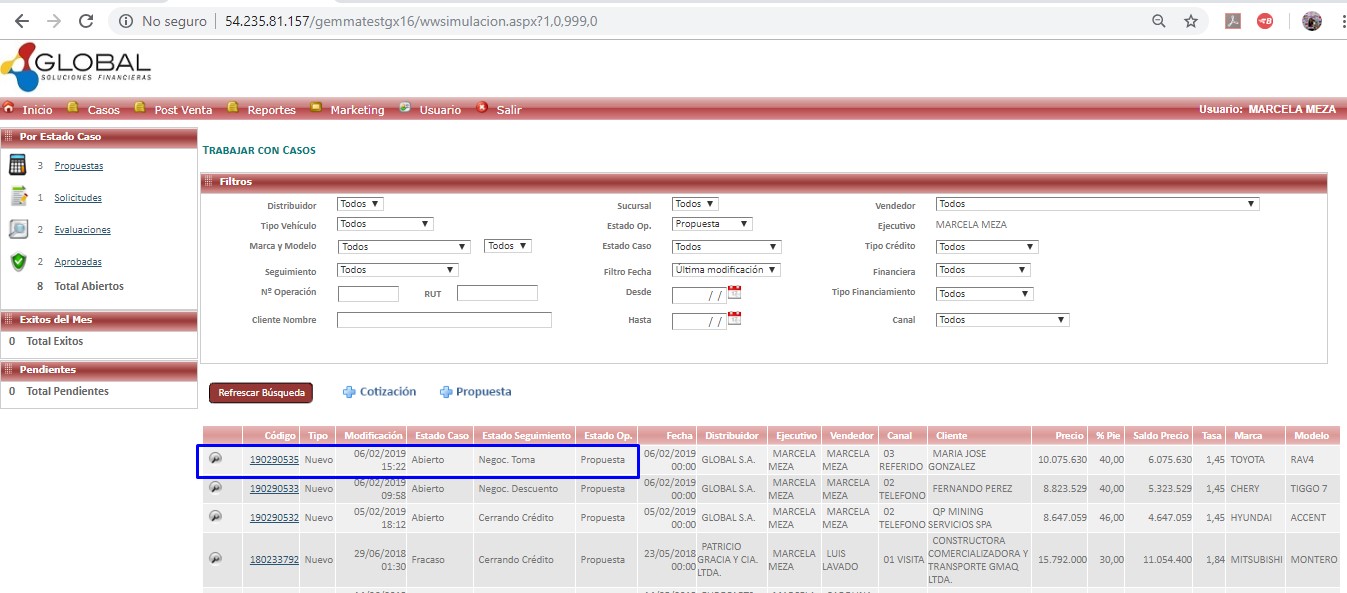 No seguro | 54.235.81.157/gemmatestgx16/wwsimulacion.aspx?1,0,999,0
GLOBAL
SOLUCIONES FINANCIERAS
Inicio Casos Post Venta Reportes Marketing Usuario Salir Usuario: MARCELA MEZA
Por Estado Caso
3 Propuestas
1 Solicitudes
2 Evaluaciones
2 Aprobadas
8 Total Abiertos
Exitos del Mes
0 Total Exitos
Pendientes
0 Total Pendientes
TRABAJAR CON CASOS
Filtros
Distribuidor Todos Sucursal Todos Vendedor Todos
Tipo Vehículo Todos Estado Op. Propuesta Ejecutivo MARCELA MEZA
Marca y Modelo Todos Todos Estado Caso Todos Tipo Crédito Todos
Seguimiento Todos Filtro Fecha Última modificación Financiera Todos
Nº Operación RUT Desde / / Tipo Financiamiento Todos
Cliente Nombre Hasta / / Canal Todos
Refrescar Búsqueda Cotización Propuesta
Código Tipo Modificación Estado Caso Estado Seguimiento Estado Op. Fecha Distribuidor Ejecutivo Vendedor Canal Cliente Precio % Pie Saldo Precio Tasa Marca Modelo
190290535 Nuevo 06/02/2019 15:22 Abierto Negoc. Toma Propuesta 06/02/2019 00:00 GLOBAL S.A. MARCELA MEZA MARCELA MEZA 03 REFERIDO MARIA JOSE GONZALEZ 10.075.630 40,00 6.075.630 1,45 TOYOTA RAV4
190290533 Nuevo 06/02/2019 09:58 Abierto Negoc. Descuento Propuesta 06/02/2019 00:00 GLOBAL S.A. MARCELA MEZA MARCELA MEZA 02 TELEFONO FERNANDO PEREZ 8.823.529 40,00 5.323.529 1,45 CHERY TIGGO 7
190290532 Nuevo 05/02/2019 18:12 Abierto Cerrando Crédito Propuesta 05/02/2019 00:00 GLOBAL S.A. MARCELA MEZA MARCELA MEZA 02 TELEFONO QP MINING SERVICIOS SPA 8.647.059 46,00 4.647.059 1,45 HYUNDAI ACCENT
180233792 Nuevo 29/06/2018 01:30 Fracaso Cerrando Crédito Propuesta 23/05/2018 00:00 PATRICIO GRACIA Y CIA. LTDA. MARCELA MEZA LUIS LAVADO 01 VISITA CONSTRUCTORA COMERCIALIZADORA Y TRANSPORTE GMAQ LTDA. 15.792.000 30,00 11.054.400 1,84 MITSUBISHI MONTERO